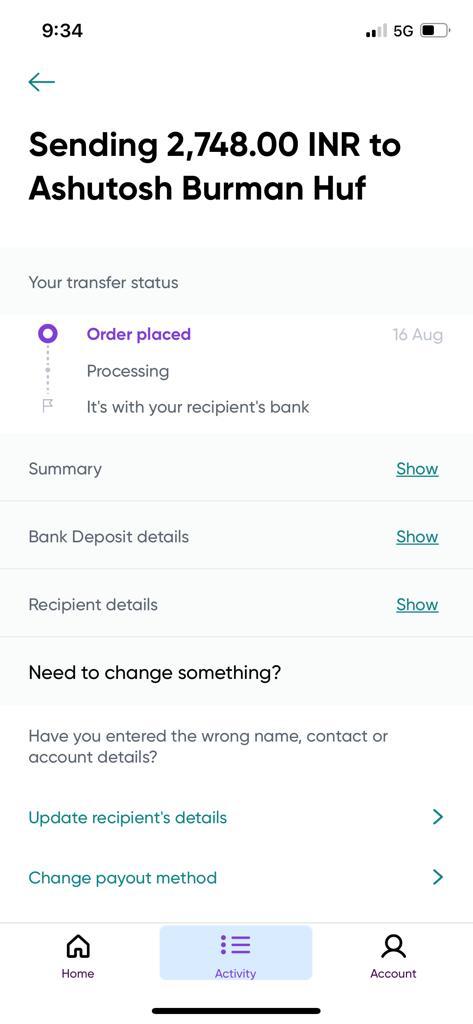 9:34
5G
Sending 2,748.00 INR to
Ashutosh Burman Huf
Your transfer status
Order placed 16 Aug
Processing
It's with your recipient's bank
Summary Show
Bank Deposit details Show
Recipient details Show
Need to change something?
Have you entered the wrong name, contact or
account details?
Update recipient's details
Change payout method
Home Activity Account